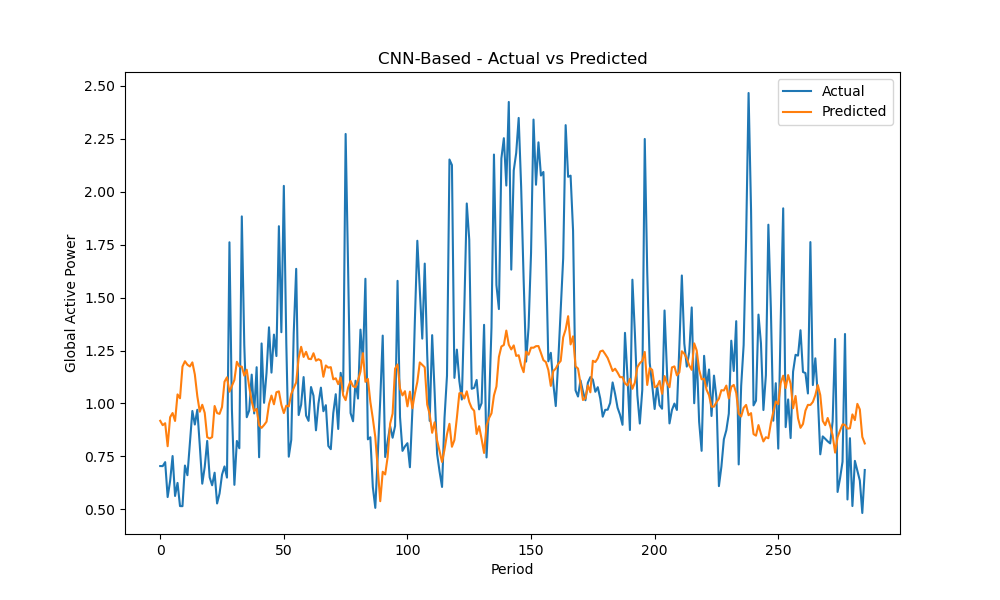 CNN-Based - Actual vs Predicted
Actual
Predicted
2.50
2.25
2.00
1.75
1.50
1.25
1.00
0.75
0.50
Global Active Power
0 50 100 150 200 250
Period